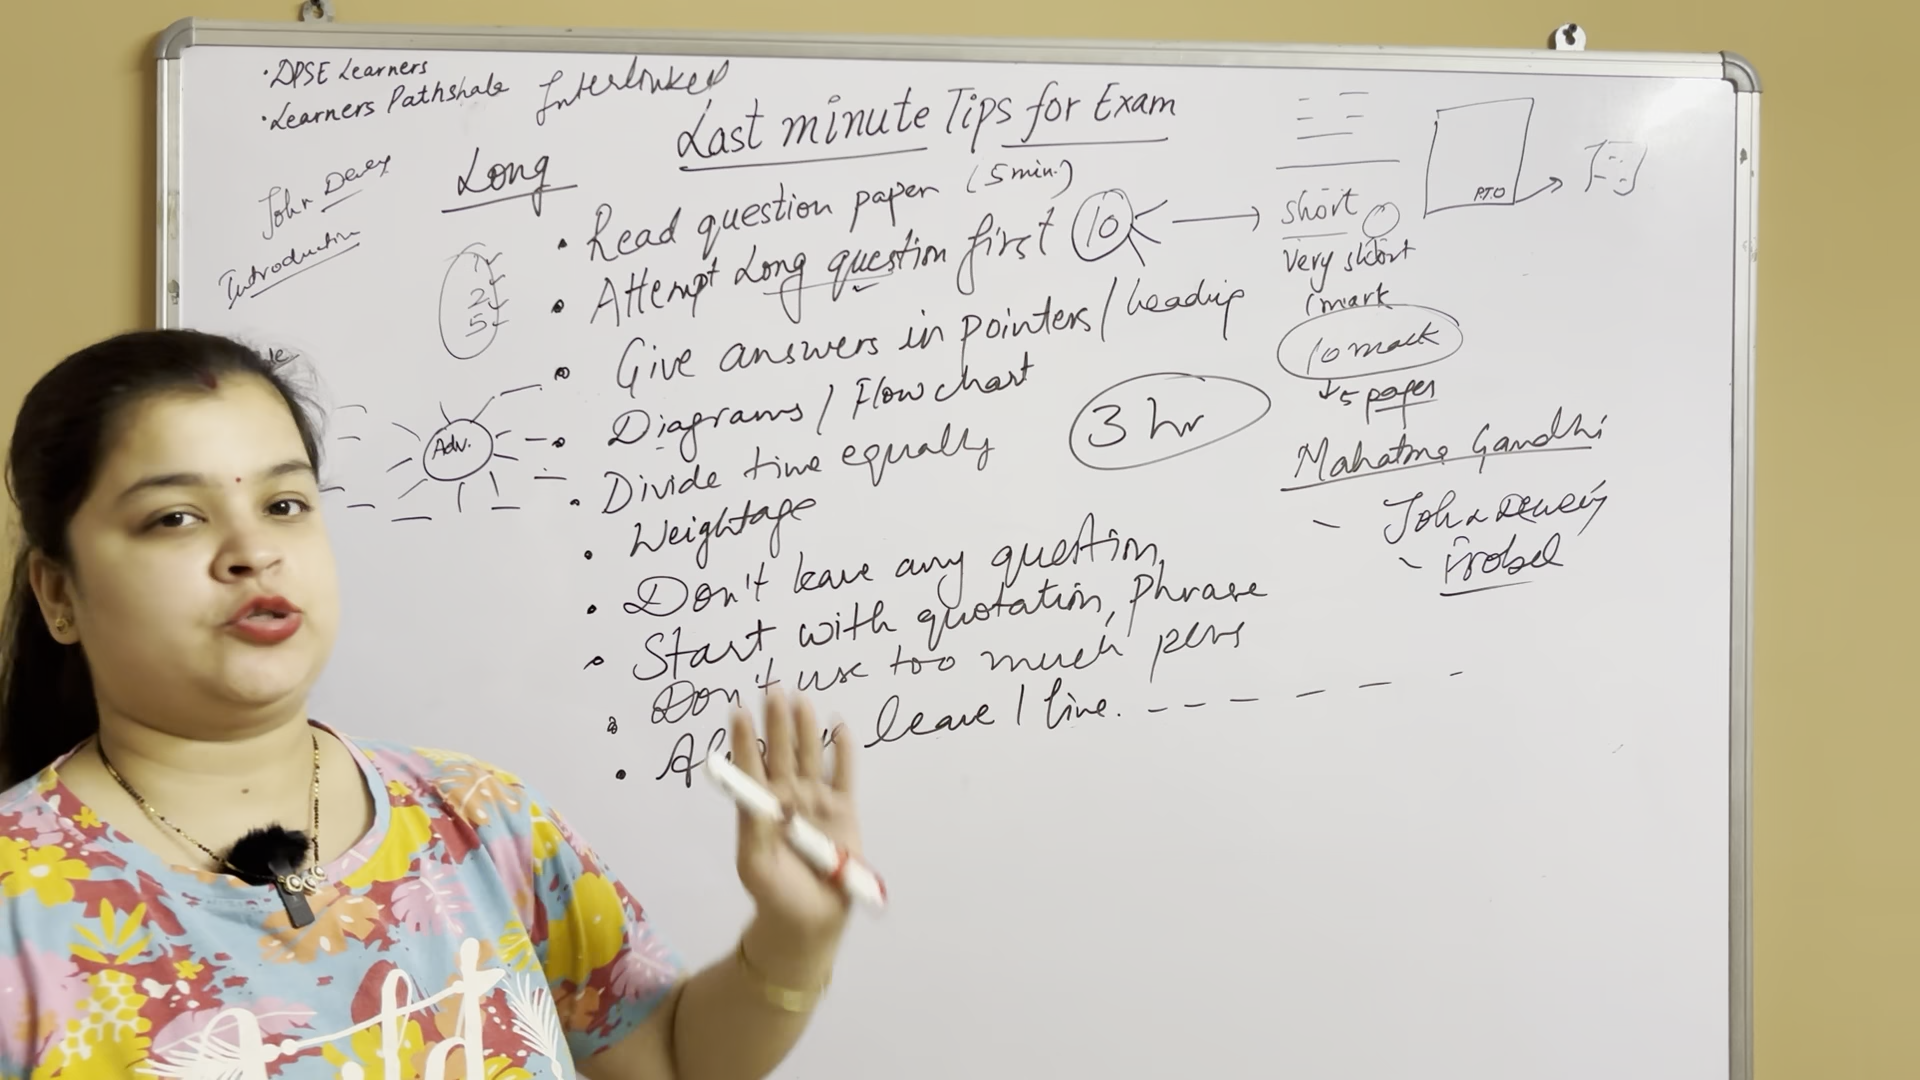 ·DPSE Learners
·Learners Pathshala
Interlinked
Last minute Tips for Exam
John Dewey
Introduction
Long
1
2
5
Adv.
• Read question paper (5 min.)
• Attempt Long question first 10
• Give answers in pointers/heading
• Diagrams / Flow chart
• Divide time equally
• Weightage
• Don't leave any question,
• Start with quotation, Phrase
• Don't use too much pens
• leave 1 line.
3 hr
short
very short
1 mark
10 mark
5 pages
P.T.O
Mahatma Gandhi
- John Dewey
- Frobel